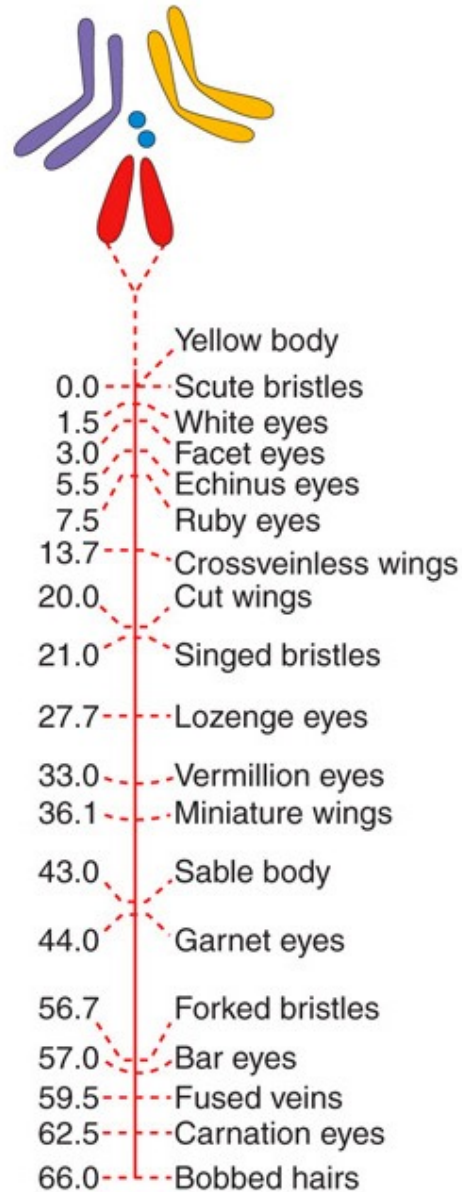 Yellow body
0.0 Scute bristles
1.5 White eyes
3.0 Facet eyes
5.5 Echinus eyes
7.5 Ruby eyes
13.7 Crossveinless wings
20.0 Cut wings
21.0 Singed bristles
27.7 Lozenge eyes
33.0 Vermillion eyes
36.1 Miniature wings
43.0 Sable body
44.0 Garnet eyes
56.7 Forked bristles
57.0 Bar eyes
59.5 Fused veins
62.5 Carnation eyes
66.0 Bobbed hairs